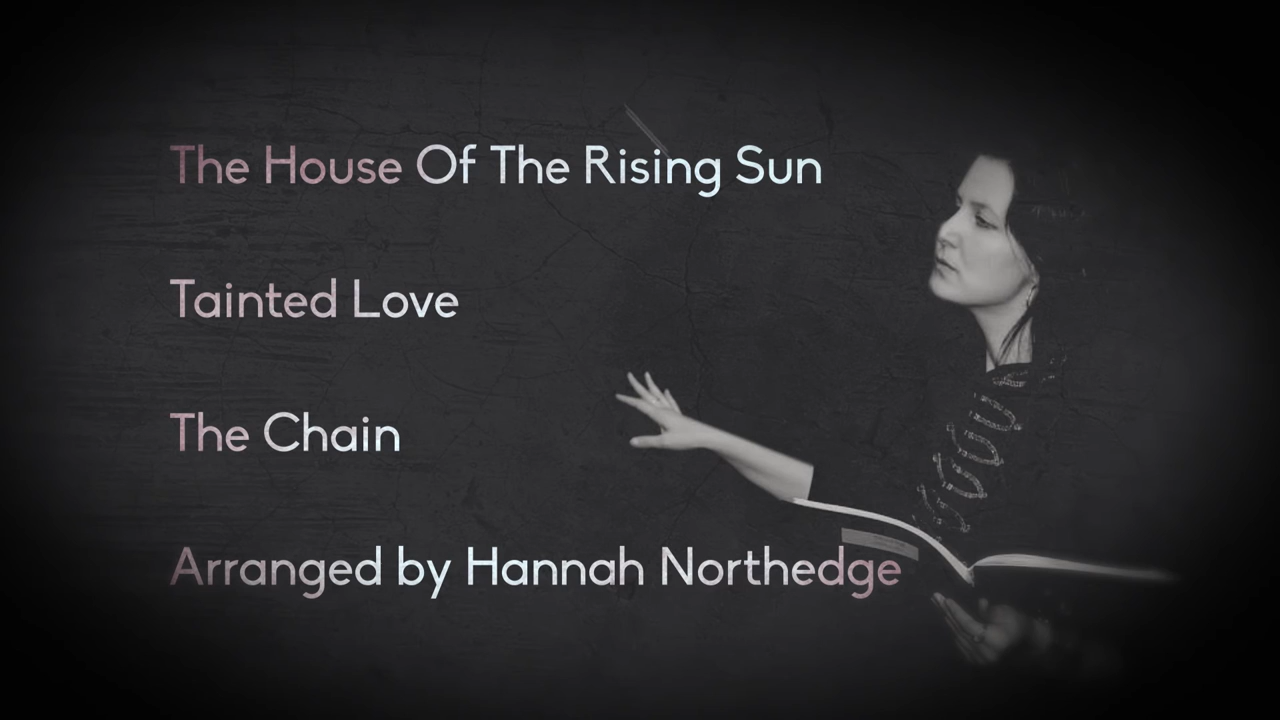 The House Of The Rising Sun
Tainted Love
The Chain
Arranged by Hannah Northedge